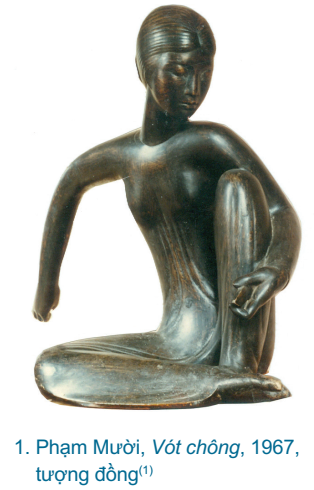 1. Phạm Mười, Vót chông, 1967,
tượng đồng(1)